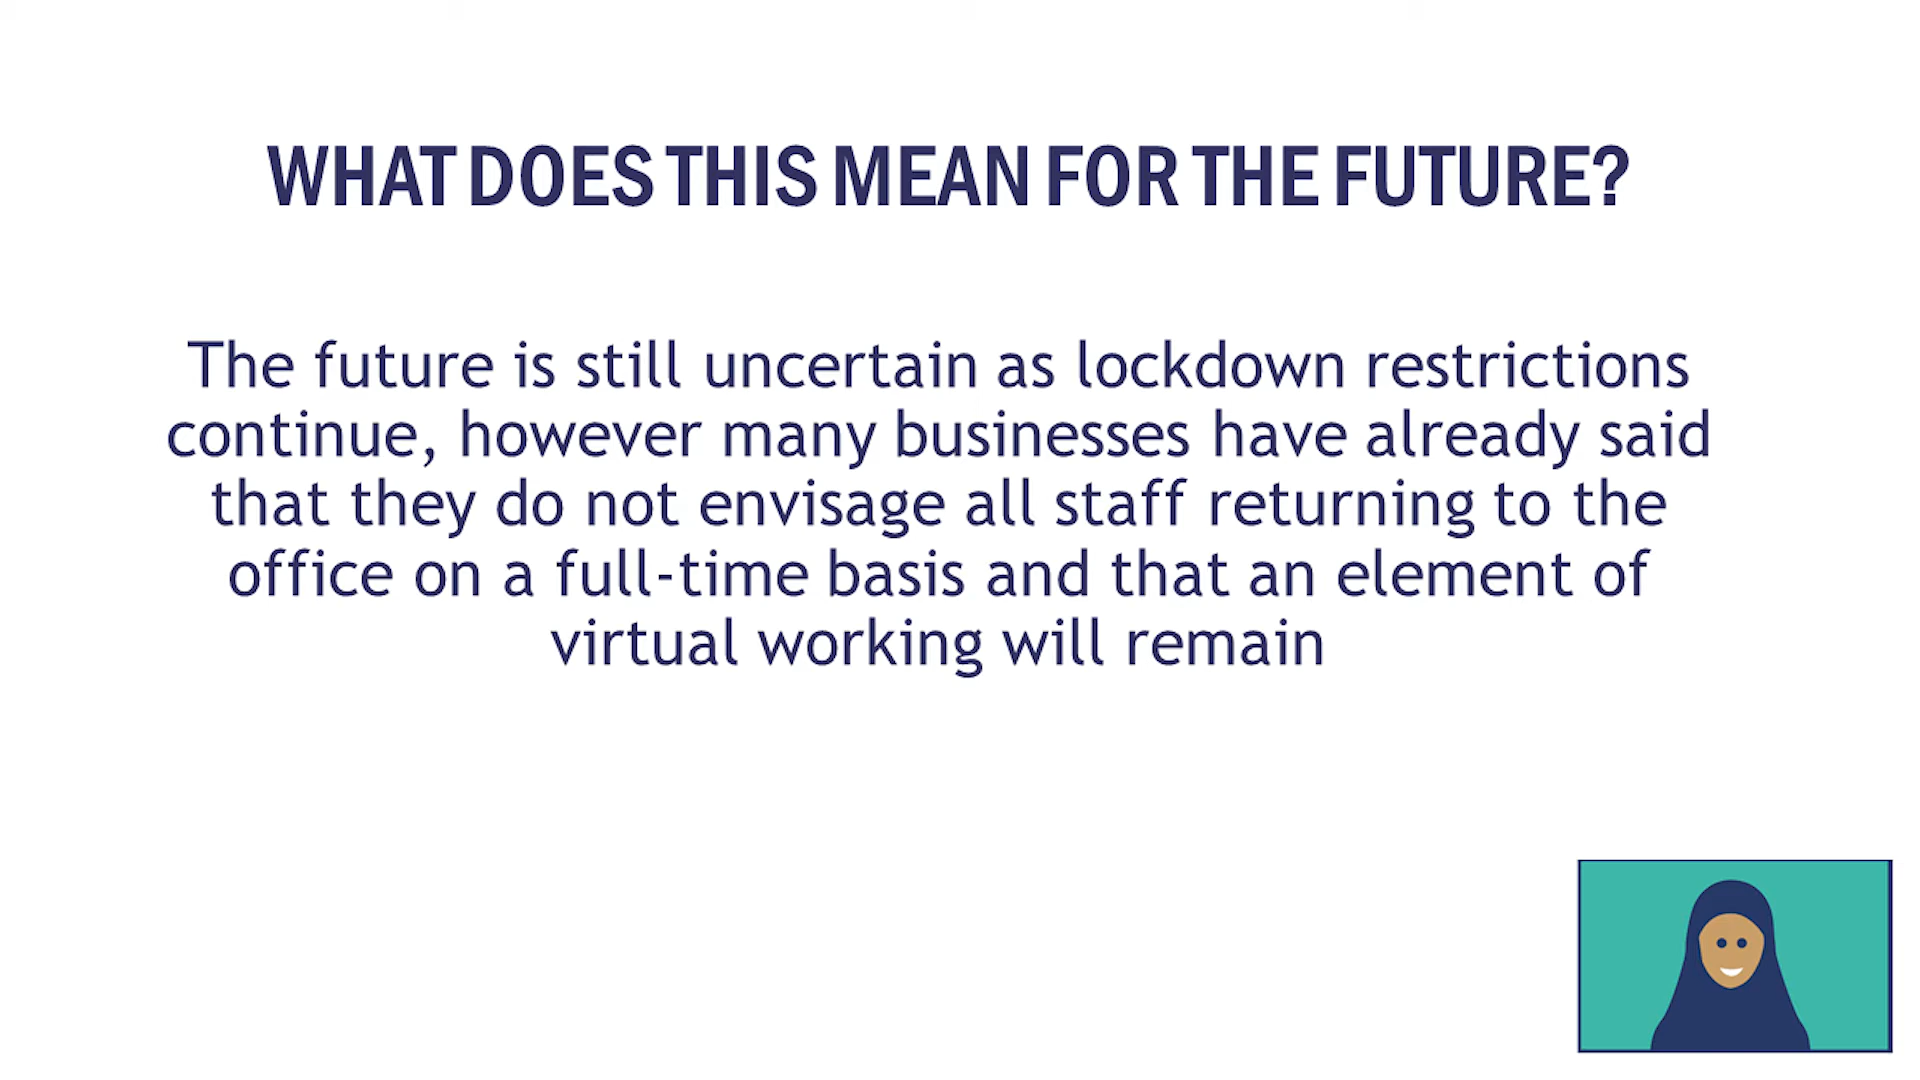 WHAT DOES THIS MEAN FOR THE FUTURE?
The future is still uncertain as lockdown restrictions
continue, however many businesses have already said
that they do not envisage all staff returning to the
office on a full-time basis and that an element of
virtual working will remain